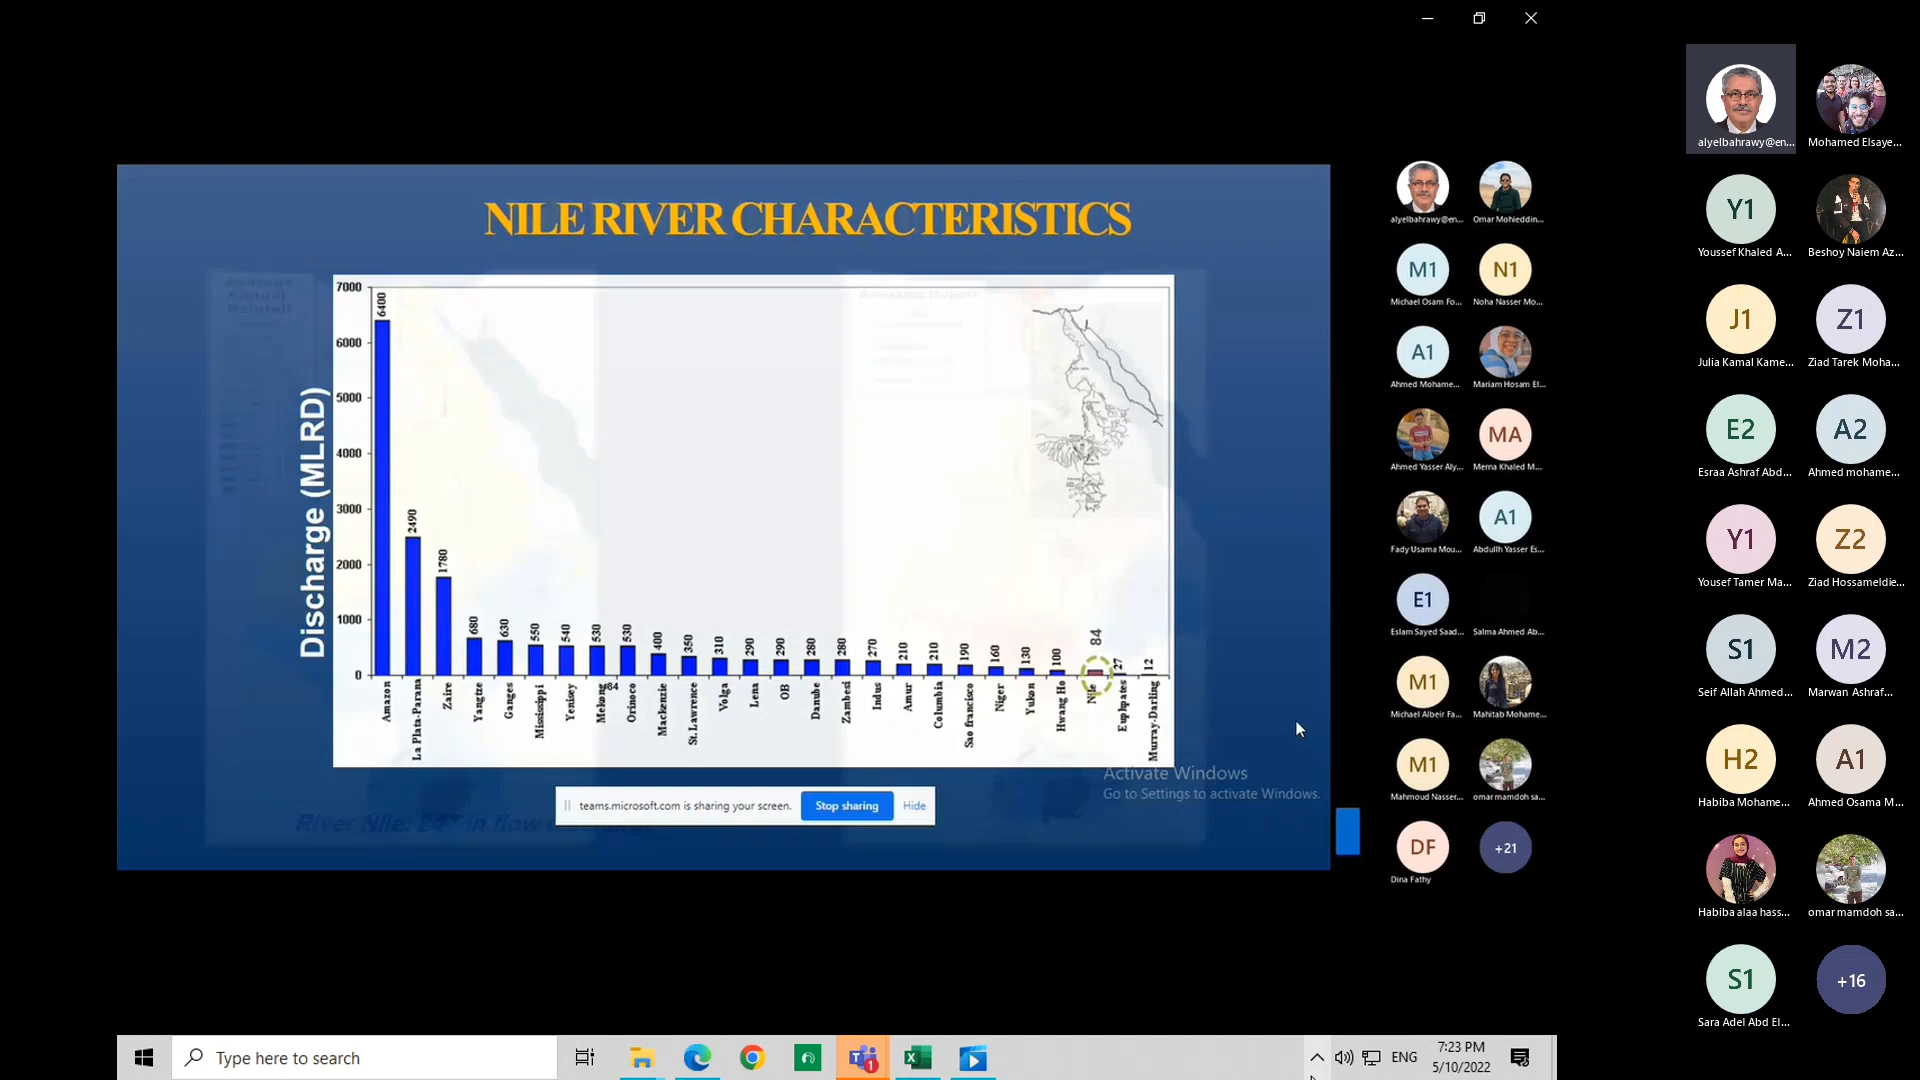 NILE RIVER CHARACTERISTICS
Average
Annual
Rainfall
Discharge (MLRD)
7000
6000
5000
4000
3000
2000
1000
0
6400
2490
1780
680
630
550
540
530
530
400
350
310
290
290
280
280
270
210
210
190
160
130
100
84
27
12
Amazon
La Plata-Parana
Zaire
Yangtze
Ganges
Mississippi
Yenisey
Mekong
84
Orinoco
Mackenzie
St. Lawrence
Volga
Lena
OB
Danube
Zambesi
Indus
Amur
Columbia
Sao francisco
Niger
Yukon
Hwang Ho
Nile
Euphpates
Murray-Darling
River Nile:
in flow
teams.microsoft.com is sharing your screen.
Stop sharing
Hide
Activate Windows
Go to Settings to activate Windows.
alyelbahrawy@en...
Omar Mohieddin...
M1
N1
Michael Osam Fo...
Noha Nasser Mo...
A1
Ahmed Mohame...
Mariam Hosam El...
MA
Ahmed Yasser Aly...
Merna Khaled M...
A1
Fady Usama Mou...
Abdullh Yasser Es...
E1
Eslam Sayed Saad...
Salma Ahmed Ab...
M1
Michael Albeir Fa...
Mahitab Mohame...
M1
Mahmoud Nasser...
omar mamdoh sa...
DF
+21
Dina Fathy
alyelbahrawy@en...
Mohamed Elsaye...
Y1
Youssef Khaled A...
Beshoy Naiem Az...
J1
Z1
Julia Kamal Kame...
Ziad Tarek Moha...
E2
A2
Esraa Ashraf Abd...
Ahmed mohame...
Y1
Z2
Yousef Tamer Ma...
Ziad Hossameldie...
S1
M2
Seif Allah Ahmed...
Marwan Ashraf...
H2
A1
Habiba Mohame...
Ahmed Osama M...
Habiba alaa hass...
omar mamdoh sa...
S1
+16
Sara Adel Abd El...
Type here to search
1
ENG
7:23 PM
5/10/2022